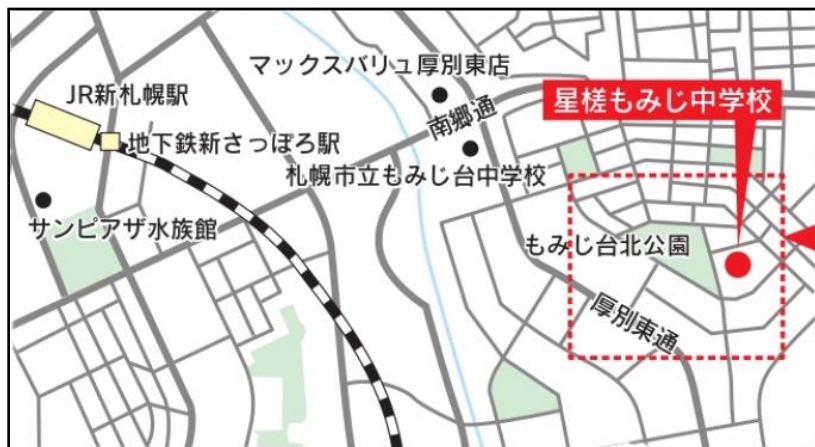 マックスバリュ厚別東店
JR新札幌駅
星槎もみじ中学校
南郷通
地下鉄新さっぽろ駅
札幌市立もみじ台中学校
サンピアザ水族館
もみじ台北公園
厚別東通